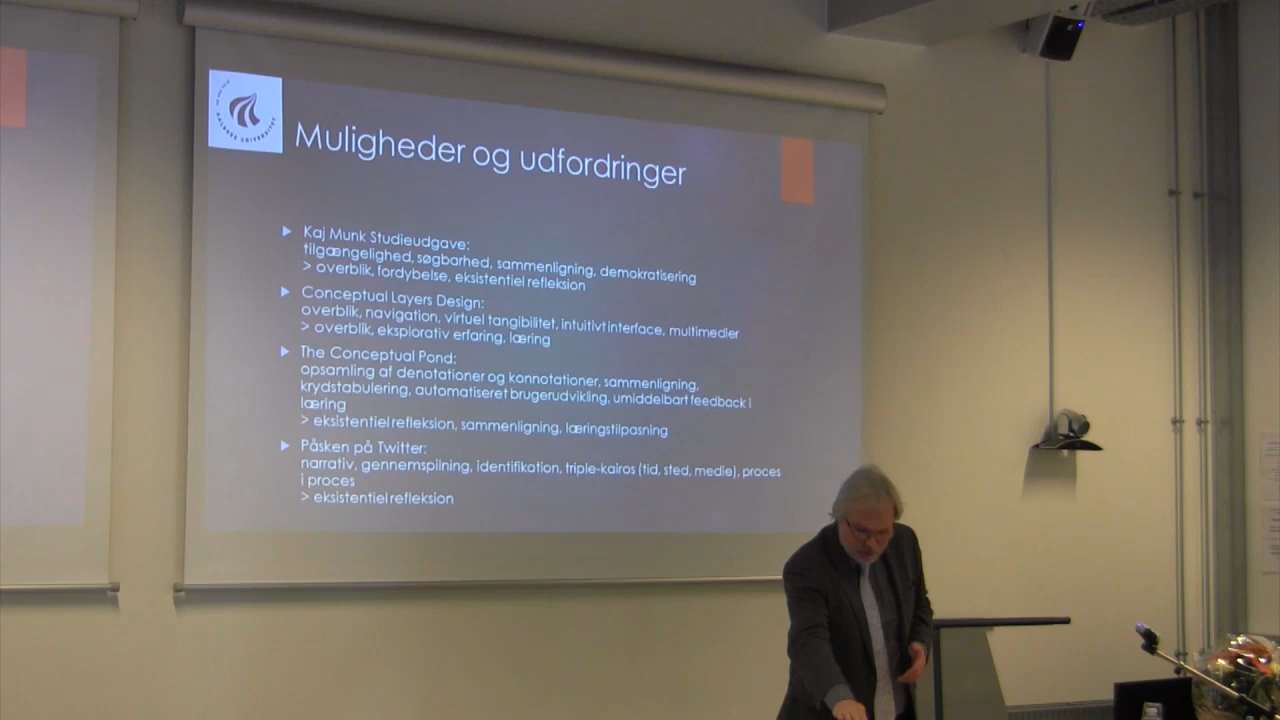 AALBORG UNIVERSITET
Muligheder og udfordringer
Kaj Munk Studieudgave:
tilgængelighed, søgbarhed, sammenligning, demokratisering
> overblik, fordybelse, eksistentiel refleksion
Conceptual Layers Design:
overblik, navigation, virtuel tangibilitet, intuitivt interface, multimedier
> overblik, eksplorativ erfaring, læring
The Conceptual Pond:
opsamling af denotationer og konnotationer, sammenligning,
krydstabulering, automatiseret brugerudvikling, umiddelbart feedback i
læring
> eksistentiel refleksion, sammenligning, læringstilpasning
Påsken på Twitter:
narrativ, gennemspilning, identifikation, triple-kairos (tid, sted, medie), proces
i proces
> eksistentiel refleksion